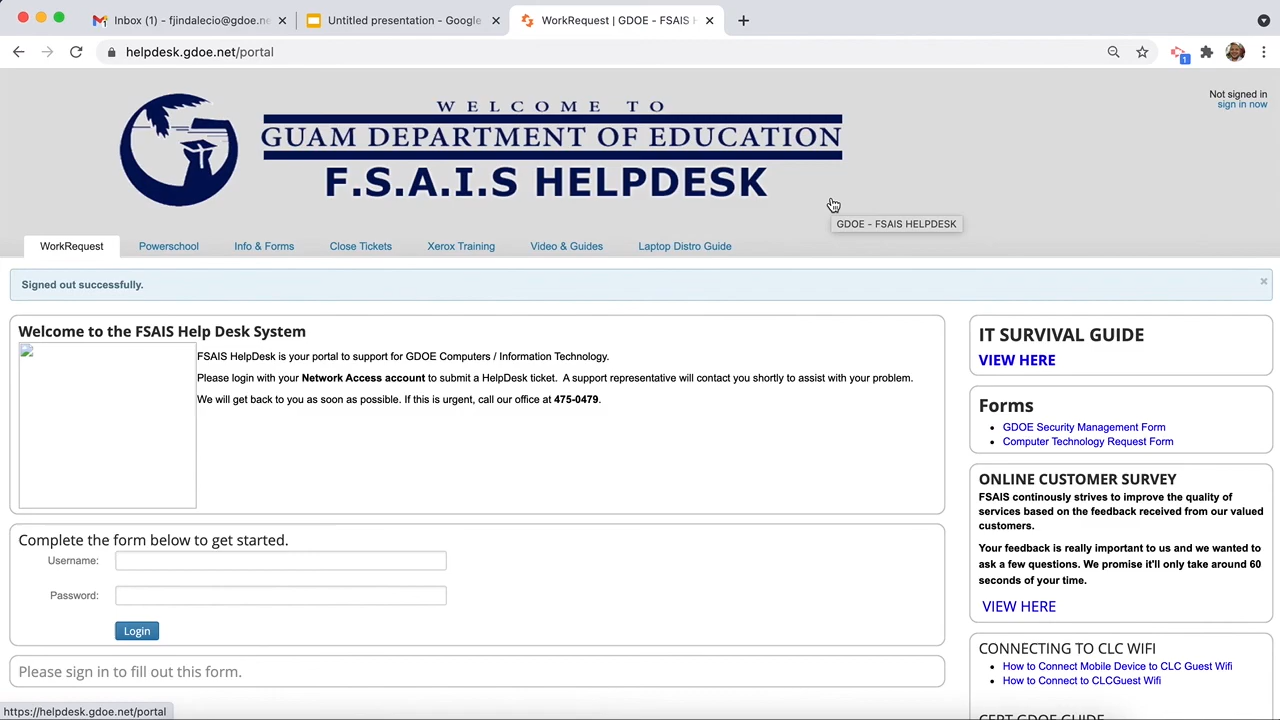 Inbox (1) - fjindalecio@gdoe.ne
Untitled presentation - Google
WorkRequest | GDOE - FSAIS H
helpdesk.gdoe.net/portal
1
Not signed in
sign in now
WELCOME TO
GUAM DEPARTMENT OF EDUCATION
F.S.A.I.S HELPDESK
GDOE - FSAIS HELPDESK
WorkRequest
Powerschool
Info & Forms
Close Tickets
Xerox Training
Video & Guides
Laptop Distro Guide
Signed out successfully.
×
Welcome to the FSAIS Help Desk System
FSAIS HelpDesk is your portal to support for GDOE Computers / Information Technology.
Please login with your Network Access account to submit a HelpDesk ticket.  A support representative will contact you shortly to assist with your problem.
We will get back to you as soon as possible. If this is urgent, call our office at 475-0479.
Complete the form below to get started.
Username:
Password:
Login
Please sign in to fill out this form.
IT SURVIVAL GUIDE
VIEW HERE
Forms
• GDOE Security Management Form
• Computer Technology Request Form
ONLINE CUSTOMER SURVEY
FSAIS continously strives to improve the quality of
services based on the feedback received from our valued
customers.
Your feedback is really important to us and we wanted to
ask a few questions. We promise it'll only take around 60
seconds of your time.
VIEW HERE
CONNECTING TO CLC WIFI
• How to Connect Mobile Device to CLC Guest Wifi
• How to Connect to CLCGuest Wifi
CERT GDOE GUIDE
https://helpdesk.gdoe.net/portal